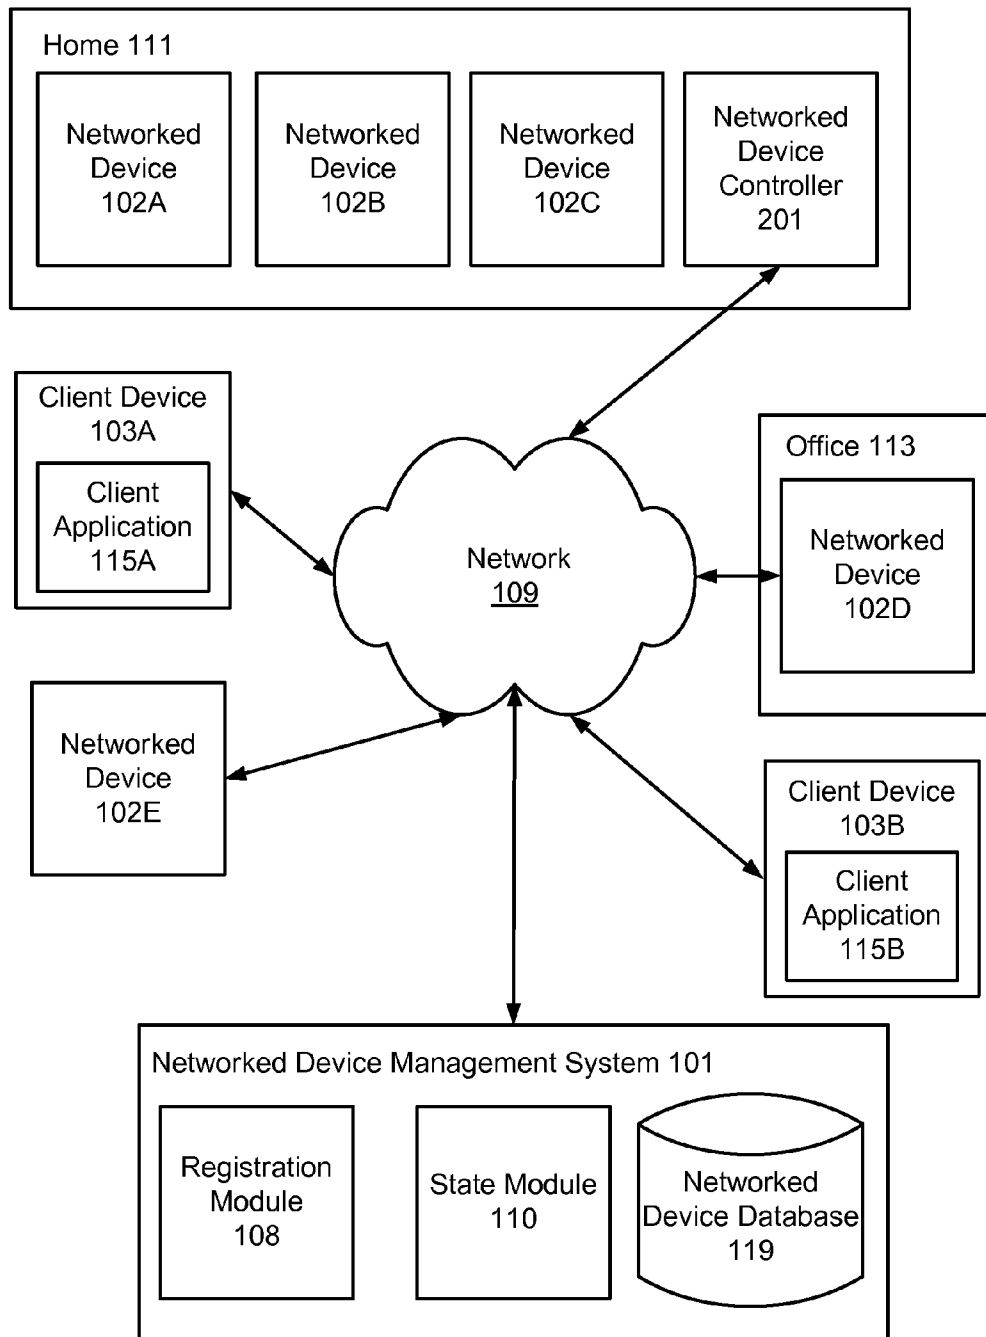 Home 111
Networked
Device
102A
Networked
Device
102B
Networked
Device
102C
Networked
Device
Controller
201
Client Device
103A
Client
Application
115A
Network
109
Office 113
Networked
Device
102D
Networked
Device
102E
Client Device
103B
Client
Application
115B
Networked Device Management System 101
Registration
Module
108
State Module
110
Networked
Device Database
119